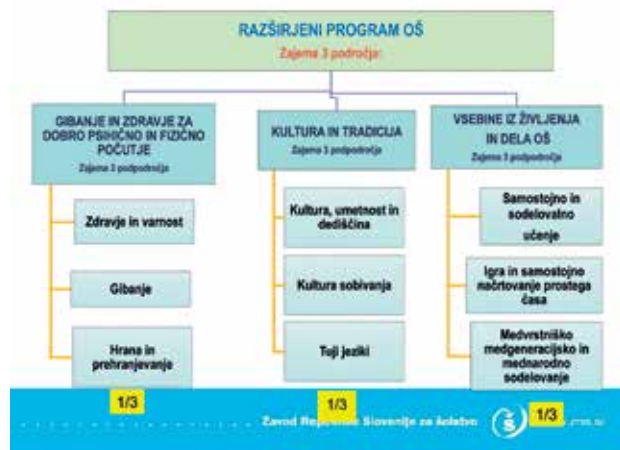 RAZŠIRJENI PROGRAM OŠ
Zajema 3 področja:
GIBANJE IN ZDRAVJE ZA
DOBRO PSIHIČNO IN FIZIČNO
POČUTJE
Zajema 3 podpodročja
Zdravje in varnost
Gibanje
Hrana in
prehranjevanje
1/3
KULTURA IN TRADICIJA
Zajema 3 podpodročja
Kultura, umetnost in
dediščina
Kultura sobivanja
Tuji jeziki
1/3
VSEBINE IZ ŽIVLJENJA
IN DELA OŠ
Zajema 3 podpodročja
Samostojno in
sodelovalno
učenje
Igra in samostojno
načrtovanje prostega
časa
Medvrstniško
medgeneracijsko in
mednarodno
sodelovanje
1/3
Zavod Republike Slovenije za šolstvo
š